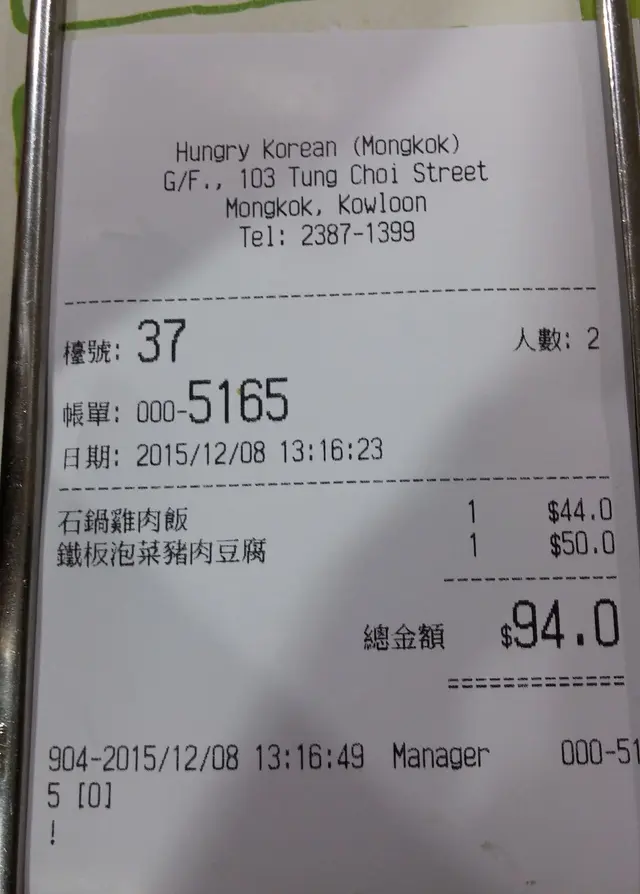 Hungry Korean (Mongkok)
G/F., 103 Tung Choi Street
Mongkok, Kowloon
Tel: 2387-1399
檯號: 37 人數: 2
帳單: 000-5165
日期: 2015/12/08 13:16:23
石鍋雞肉飯 1 $44.0
鐵板泡菜豬肉豆腐 1 $50.0
總金額 $94.0
904-2015/12/08 13:16:49 Manager 000-51
5 [0]
!